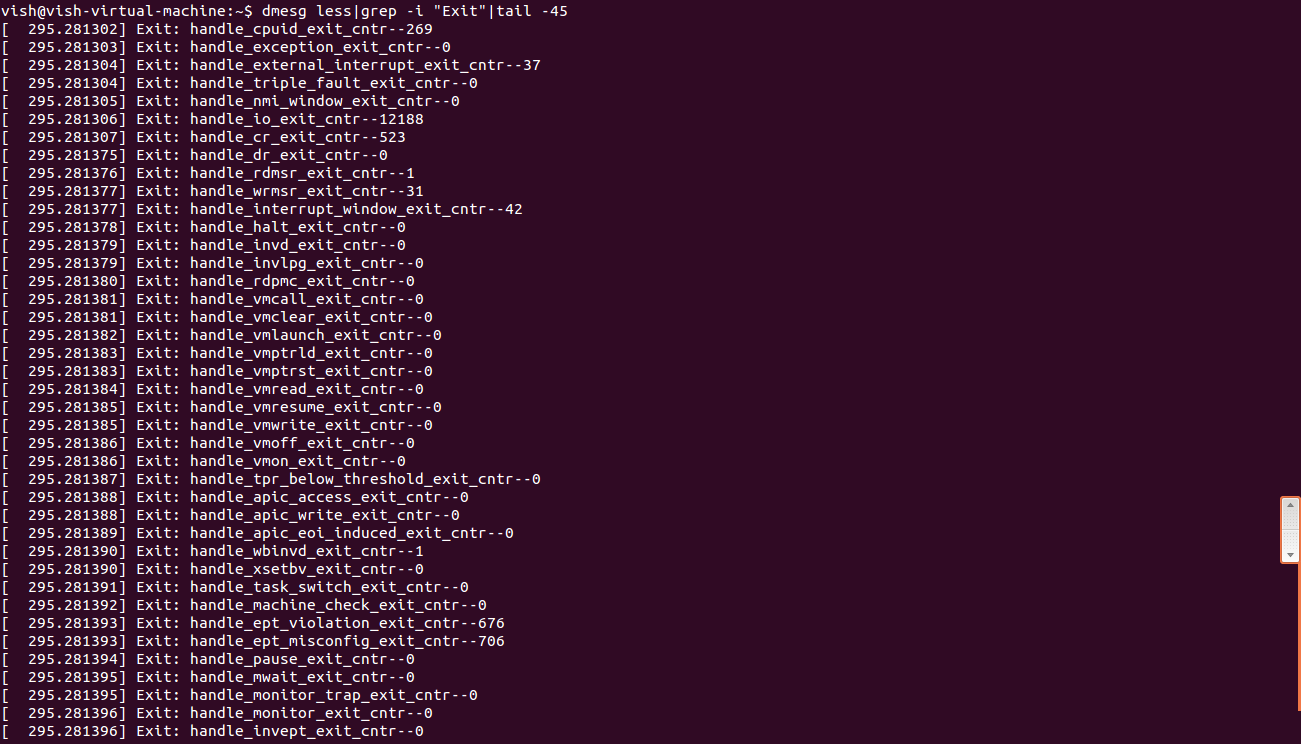 vish@vish-virtual-machine:~$ dmesg less|grep -i "Exit"|tail -45
[  295.281302] Exit: handle_cpuid_exit_cntr--269
[  295.281303] Exit: handle_exception_exit_cntr--0
[  295.281304] Exit: handle_external_interrupt_exit_cntr--37
[  295.281304] Exit: handle_triple_fault_exit_cntr--0
[  295.281305] Exit: handle_nmi_window_exit_cntr--0
[  295.281306] Exit: handle_io_exit_cntr--12188
[  295.281307] Exit: handle_cr_exit_cntr--523
[  295.281375] Exit: handle_dr_exit_cntr--0
[  295.281376] Exit: handle_rdmsr_exit_cntr--1
[  295.281377] Exit: handle_wrmsr_exit_cntr--31
[  295.281377] Exit: handle_interrupt_window_exit_cntr--42
[  295.281378] Exit: handle_halt_exit_cntr--0
[  295.281379] Exit: handle_invd_exit_cntr--0
[  295.281379] Exit: handle_invlpg_exit_cntr--0
[  295.281380] Exit: handle_rdpmc_exit_cntr--0
[  295.281381] Exit: handle_vmcall_exit_cntr--0
[  295.281381] Exit: handle_vmclear_exit_cntr--0
[  295.281382] Exit: handle_vmlaunch_exit_cntr--0
[  295.281383] Exit: handle_vmptrld_exit_cntr--0
[  295.281383] Exit: handle_vmptrst_exit_cntr--0
[  295.281384] Exit: handle_vmread_exit_cntr--0
[  295.281385] Exit: handle_vmresume_exit_cntr--0
[  295.281385] Exit: handle_vmwrite_exit_cntr--0
[  295.281386] Exit: handle_vmoff_exit_cntr--0
[  295.281386] Exit: handle_vmon_exit_cntr--0
[  295.281387] Exit: handle_tpr_below_threshold_exit_cntr--0
[  295.281388] Exit: handle_apic_access_exit_cntr--0
[  295.281388] Exit: handle_apic_write_exit_cntr--0
[  295.281389] Exit: handle_apic_eoi_induced_exit_cntr--0
[  295.281390] Exit: handle_wbinvd_exit_cntr--1
[  295.281390] Exit: handle_xsetbv_exit_cntr--0
[  295.281391] Exit: handle_task_switch_exit_cntr--0
[  295.281392] Exit: handle_machine_check_exit_cntr--0
[  295.281393] Exit: handle_ept_violation_exit_cntr--676
[  295.281393] Exit: handle_ept_misconfig_exit_cntr--706
[  295.281394] Exit: handle_pause_exit_cntr--0
[  295.281395] Exit: handle_mwait_exit_cntr--0
[  295.281395] Exit: handle_monitor_trap_exit_cntr--0
[  295.281396] Exit: handle_monitor_exit_cntr--0
[  295.281396] Exit: handle_invept_exit_cntr--0